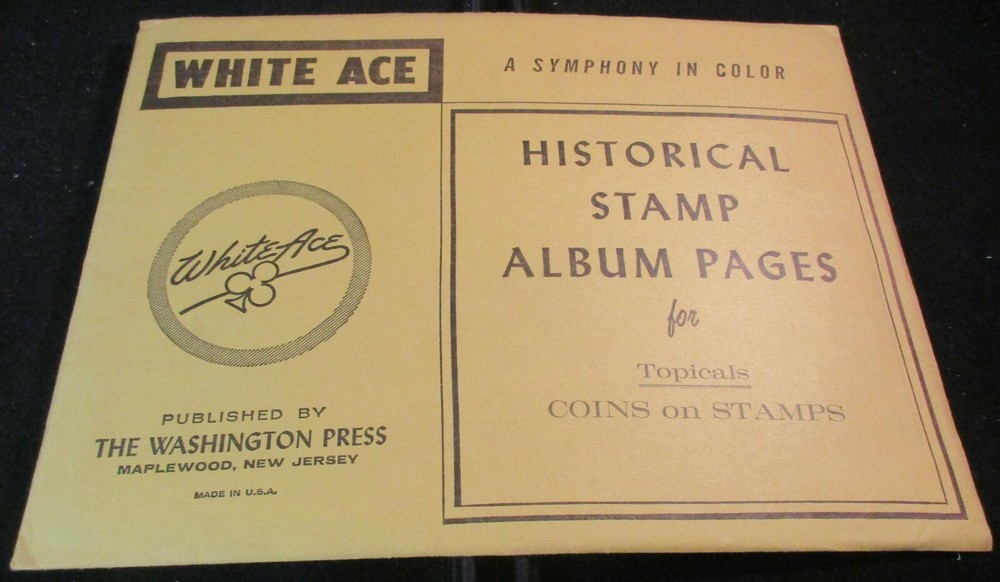 WHITE ACE
A SYMPHONY IN COLOR
White Ace
PUBLISHED BY
THE WASHINGTON PRESS
MAPLEWOOD, NEW JERSEY
MADE IN U.S.A.
HISTORICAL
STAMP
ALBUM PAGES
for
Topicals
COINS on STAMPS